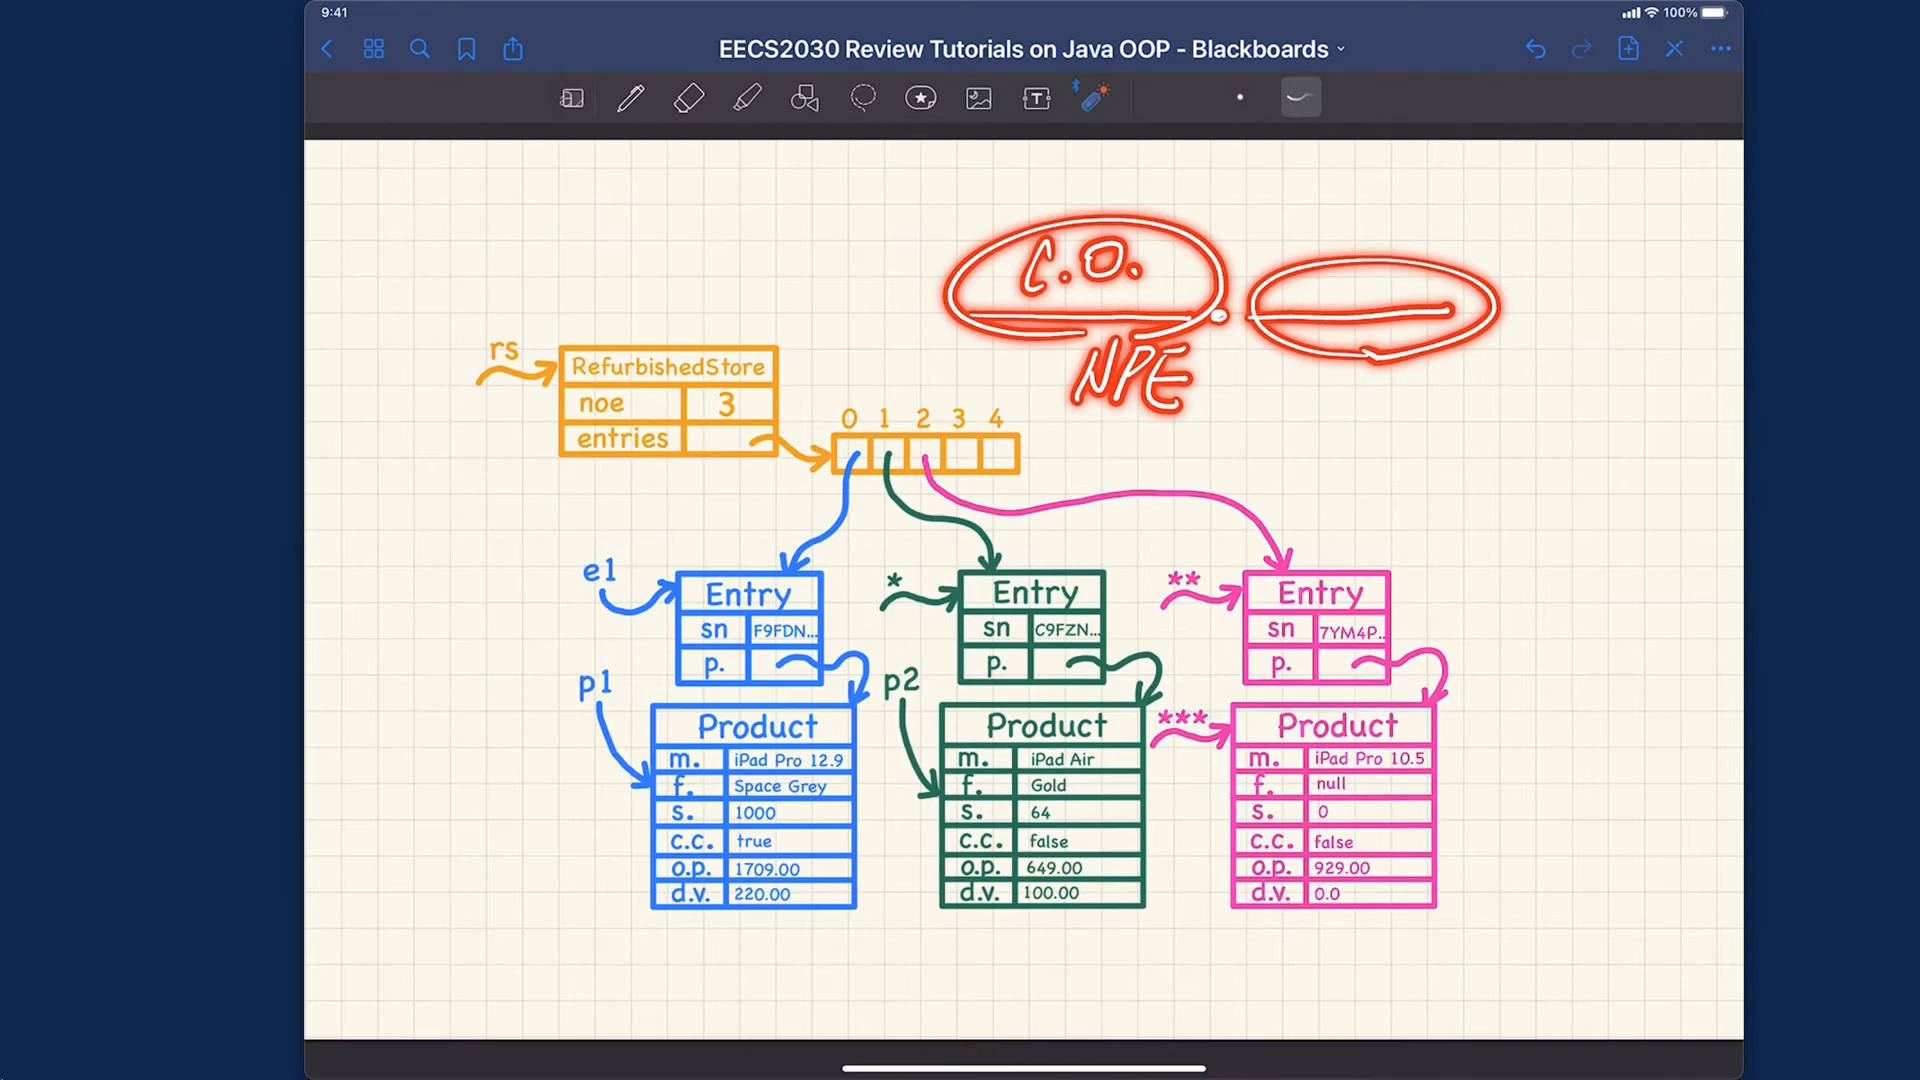 9:41
100%
EECS2030 Review Tutorials on Java OOP - Blackboards
T
C.O.
NPE
rs
RefurbishedStore
noe 3
entries
0 1 2 3 4
e1
Entry
sn F9FDN...
p.
*
Entry
sn C9FZN...
p.
**
Entry
sn 7YM4P..
p.
p1
Product
m. iPad Pro 12.9
f. Space Grey
s. 1000
c.c. true
o.p. 1709.00
d.v. 220.00
p2
Product
m. iPad Air
f. Gold
s. 64
c.c. false
o.p. 649.00
d.v. 100.00
***
Product
m. iPad Pro 10.5
f. null
s. 0
c.c. false
o.p. 929.00
d.v. 0.0